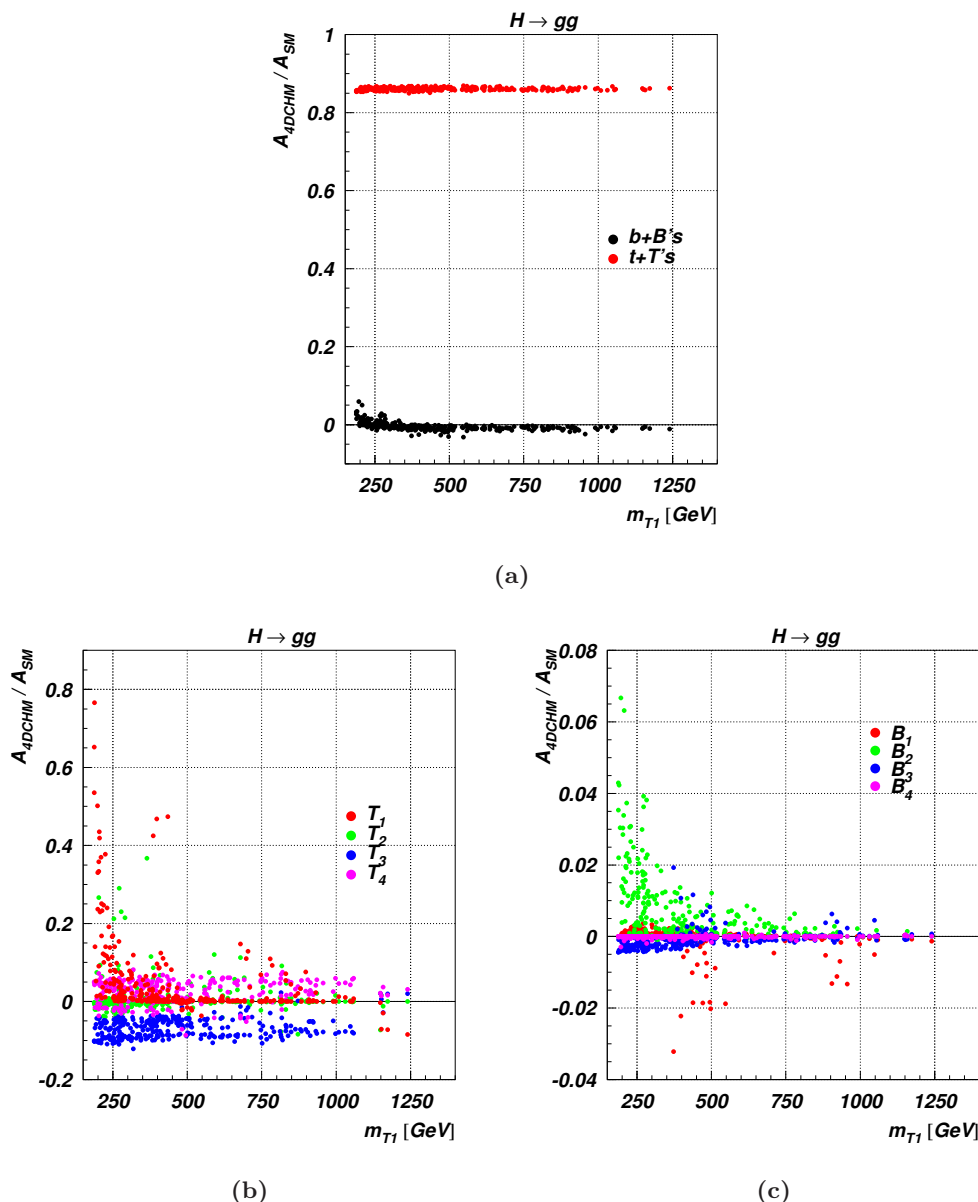 H → gg
A4DCHM / ASM
1
0.8
0.6
0.4
0.2
0
b+B's
t+T's
250 500 750 1000 1250
mT1 [GeV]
(a)
H → gg
A4DCHM / ASM
0.8
0.6
0.4
0.2
0
-0.2
T1
T2
T3
T4
250 500 750 1000 1250
mT1 [GeV]
(b)
H → gg
A4DCHM / ASM
0.08
0.06
0.04
0.02
0
-0.02
-0.04
B1
B2
B3
B4
250 500 750 1000 1250
mT1 [GeV]
(c)